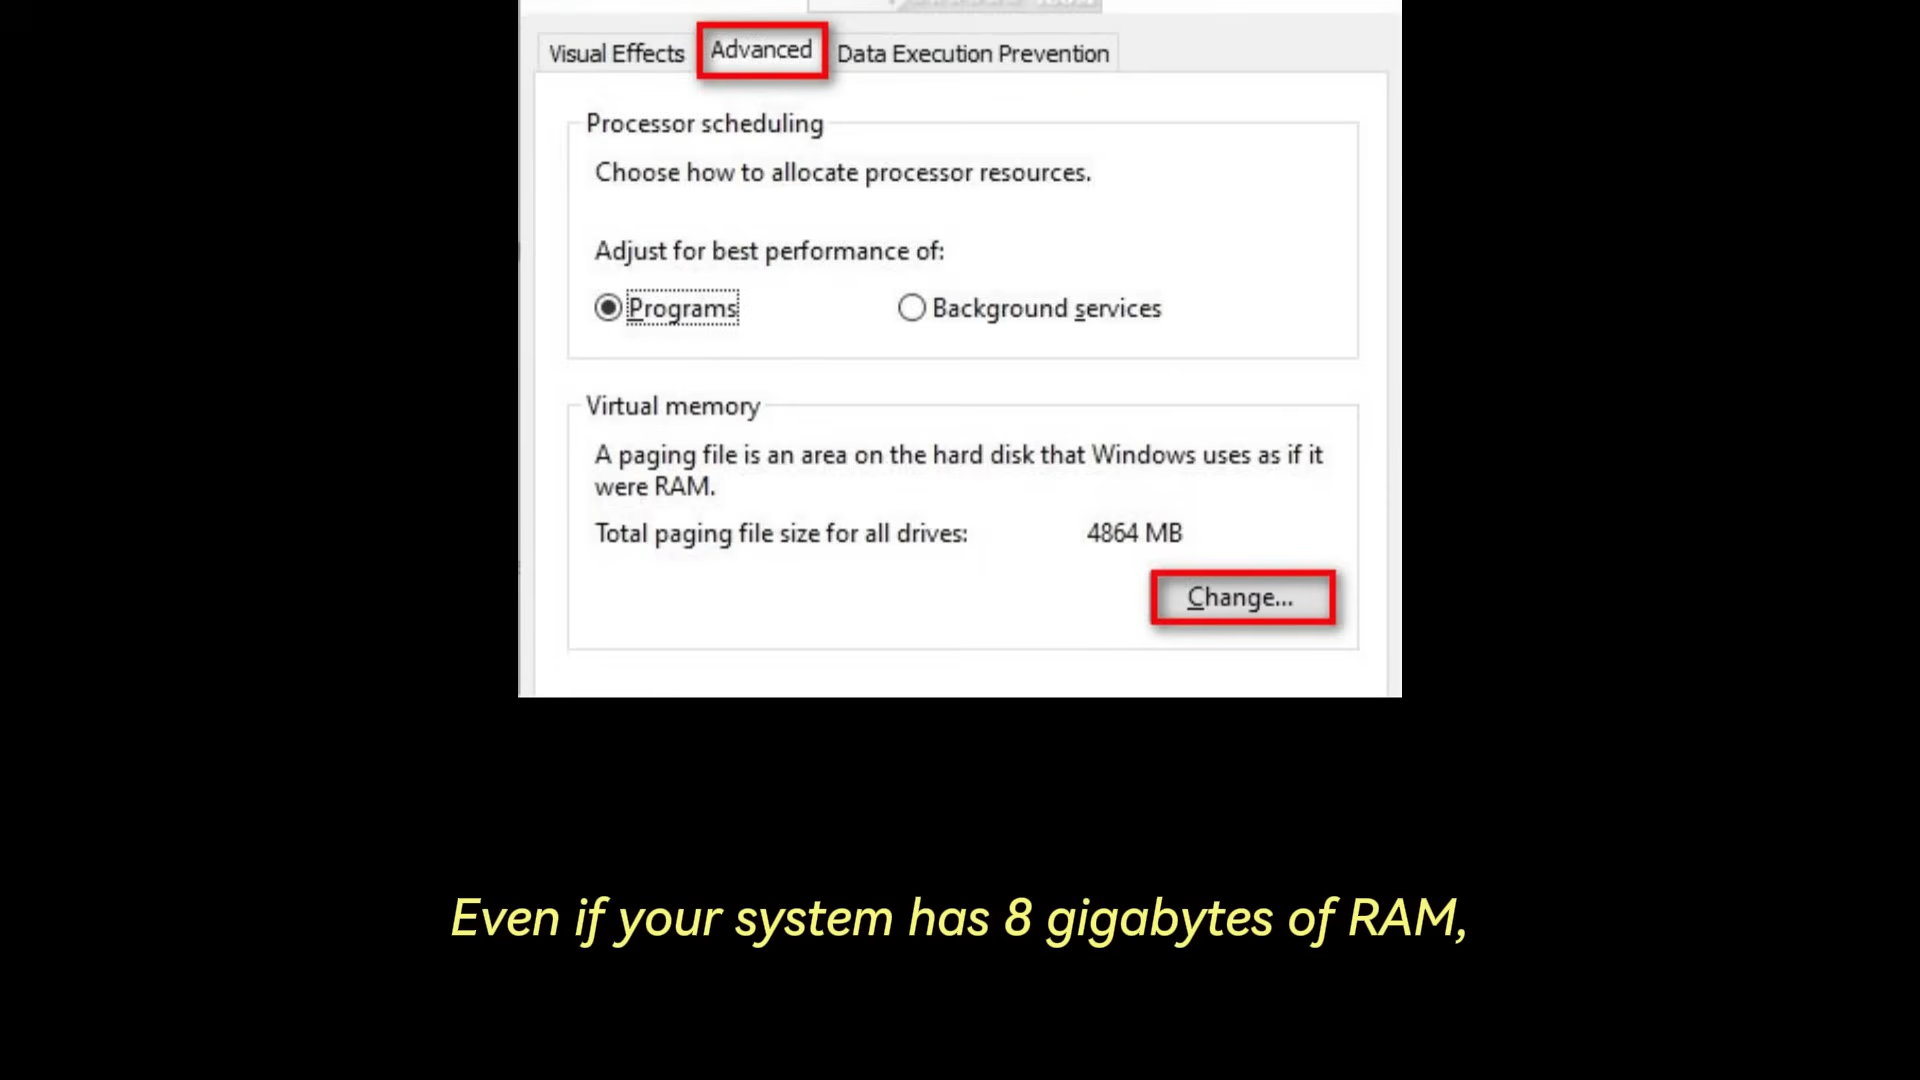 Visual Effects Advanced Data Execution Prevention
Processor scheduling
Choose how to allocate processor resources.
Adjust for best performance of:
Programs Background services
Virtual memory
A paging file is an area on the hard disk that Windows uses as if it
were RAM.
Total paging file size for all drives: 4864 MB
Change...
Even if your system has 8 gigabytes of RAM,